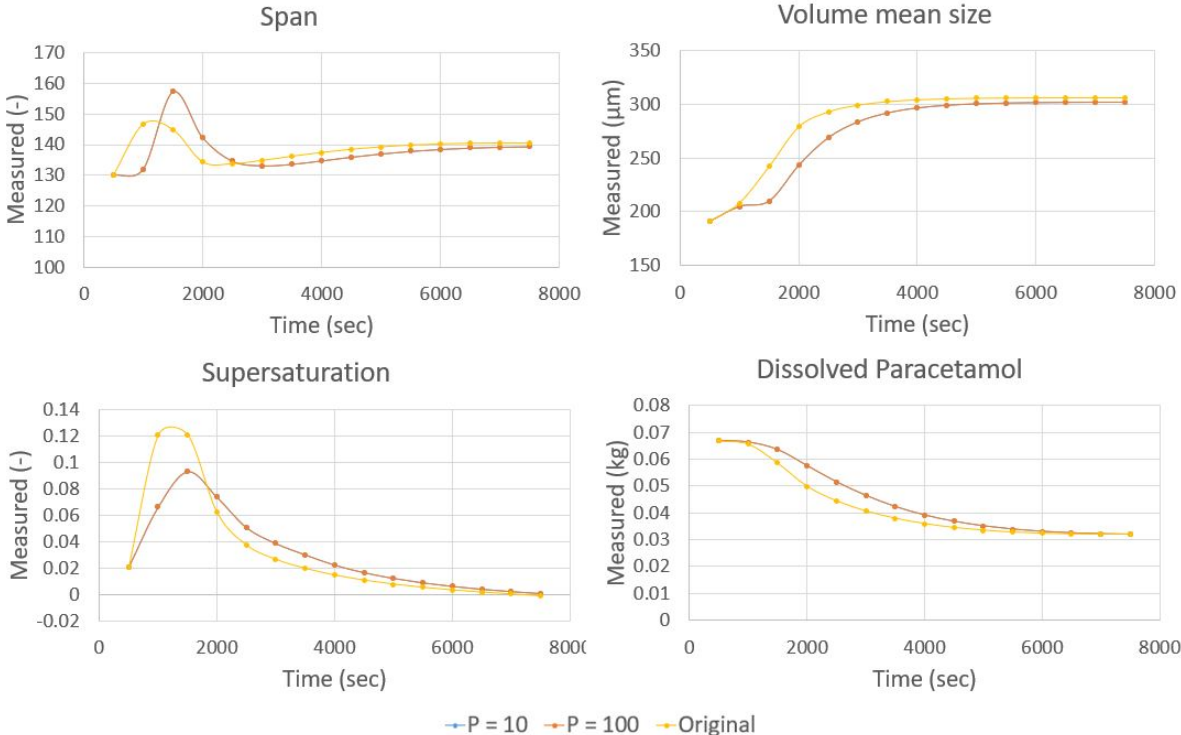 Span
170
160
150
140
130
120
110
100
Measured (-)
0 2000 4000 6000 8000
Time (sec)
Volume mean size
350
300
250
200
150
Measured (µm)
0 2000 4000 6000 8000
Time (sec)
Supersaturation
0.14
0.12
0.1
0.08
0.06
0.04
0.02
0
-0.02
Measured (-)
0 2000 4000 6000 8000
Time (sec)
Dissolved Paracetamol
0.08
0.07
0.06
0.05
0.04
0.03
0.02
0.01
0
Measured (kg)
0 2000 4000 6000 8000
Time (sec)
P = 10 P = 100 Original